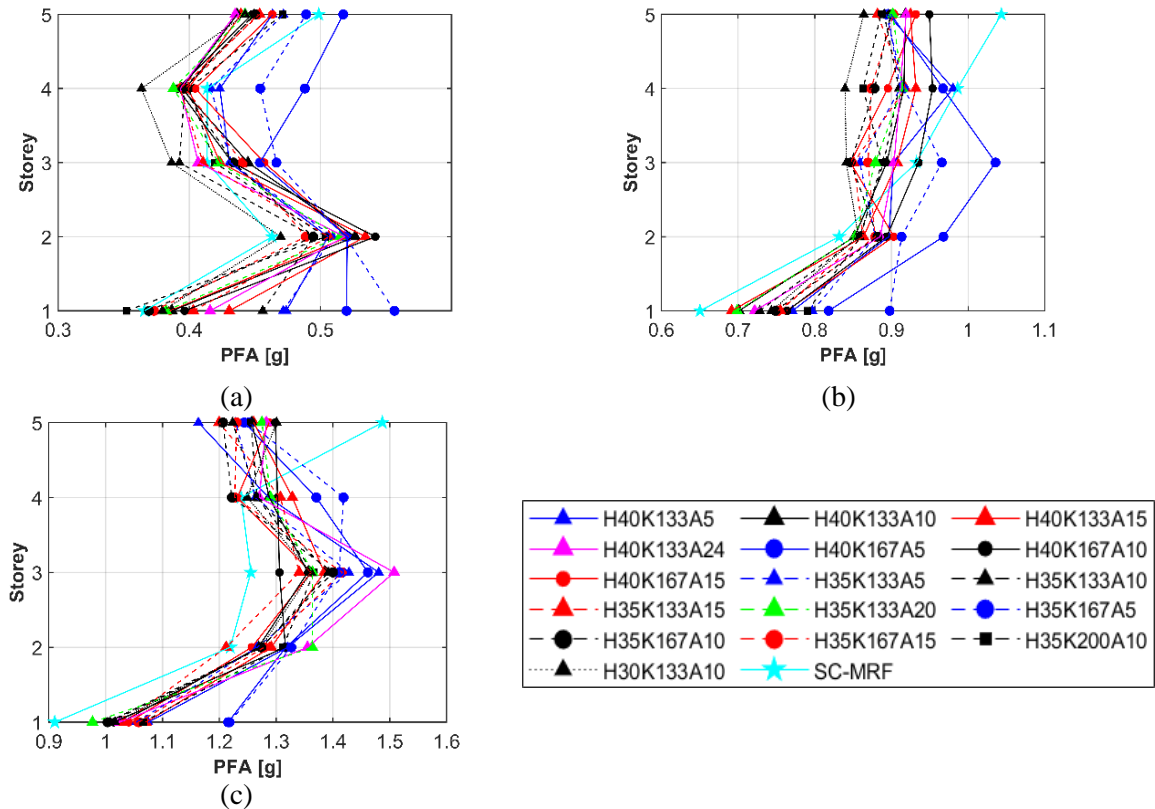 5
4
3
2
1
Storey
0.3 0.4 0.5
PFA [g]
(a)
5
4
3
2
1
Storey
0.6 0.7 0.8 0.9 1 1.1
PFA [g]
(b)
5
4
3
2
1
Storey
0.9 1 1.1 1.2 1.3 1.4 1.5 1.6
PFA [g]
(c)
H40K133A5 H40K133A10 H40K133A15
H40K133A24 H40K167A5 H40K167A10
H40K167A15 H35K133A5 H35K133A10
H35K133A15 H35K133A20 H35K167A5
H35K167A10 H35K167A15 H35K200A10
H30K133A10 SC-MRF